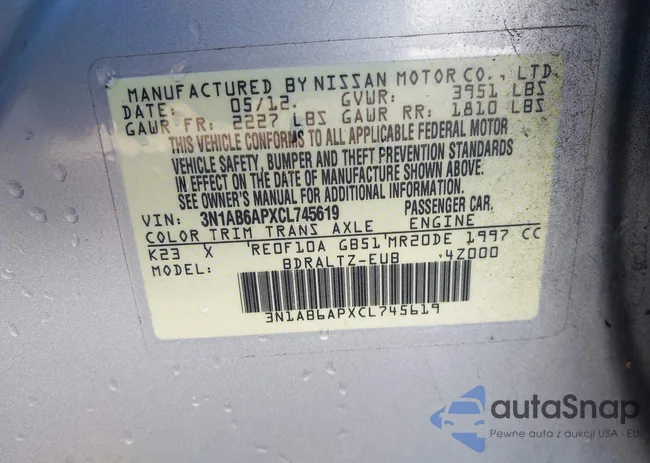 MANUFACTURED BY NISSAN MOTOR CO., LTD.
DATE: 05/12. GVWR: 3951 LBS
GAWR FR: 2227 LBS GAWR RR: 1810 LBS
THIS VEHICLE CONFORMS TO ALL APPLICABLE FEDERAL MOTOR
VEHICLE SAFETY, BUMPER AND THEFT PREVENTION STANDARDS
IN EFFECT ON THE DATE OF MANUFACTURE SHOWN ABOVE.
SEE OWNER'S MANUAL FOR ADDITIONAL INFORMATION.
VIN: 3N1AB6APXCL745619 PASSENGER CAR.
COLOR TRIM TRANS AXLE ENGINE
K23 X RE0F10A GB51 MR20DE 1997 CC
MODEL: BDRALTZ-EUB 4Z000
3N1AB6APXCL745619
autaSnap
Pewne auta z aukcji USA · EU